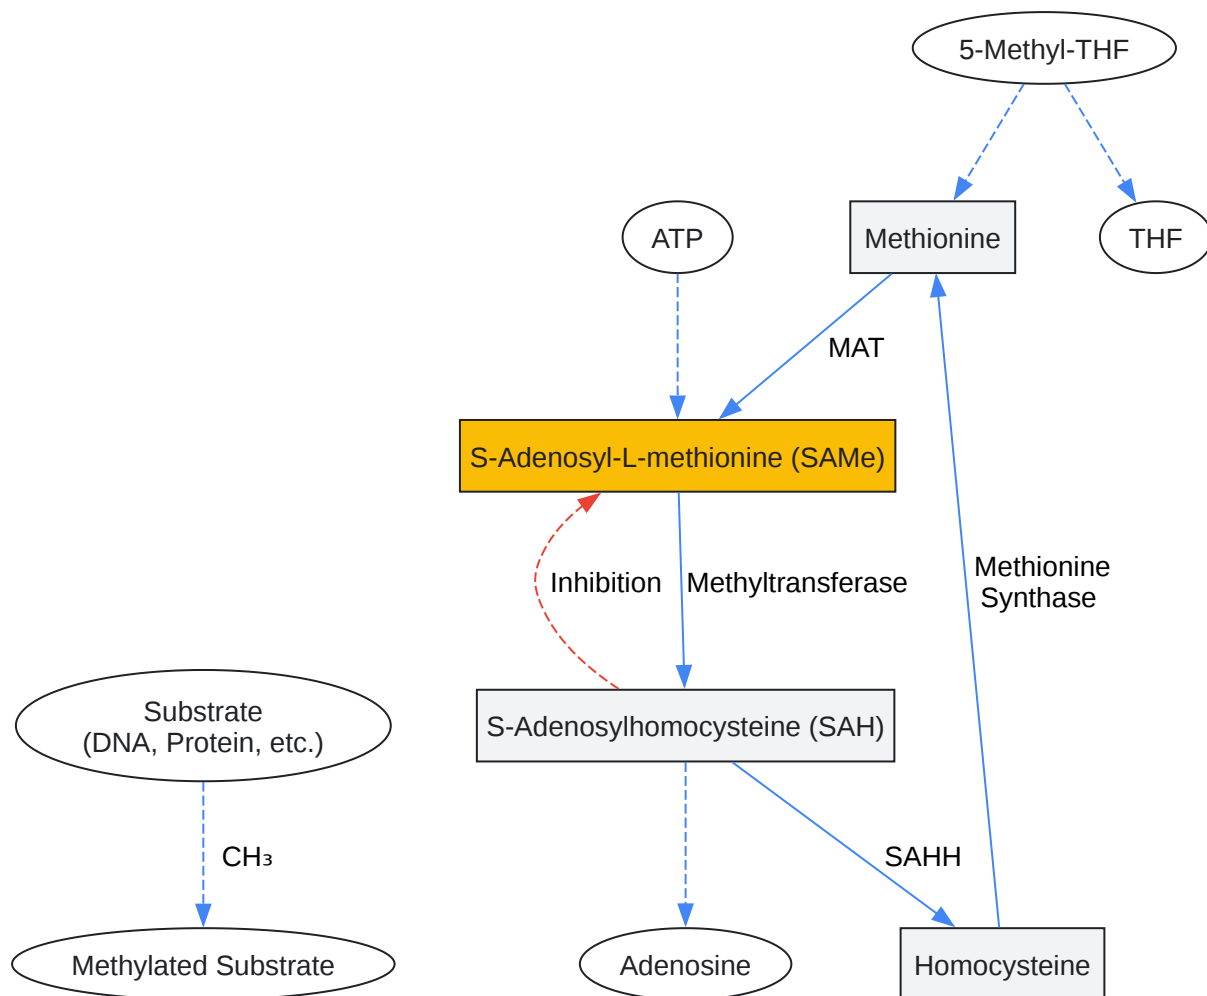 5-Methyl-THF
ATP
Methionine
THF
MAT
S-Adenosyl-L-methionine (SAMe)
Inhibition
Methyltransferase
Methionine
Synthase
Substrate
(DNA, Protein, etc.)
S-Adenosylhomocysteine (SAH)
CH₃
SAHH
Methylated Substrate
Adenosine
Homocysteine